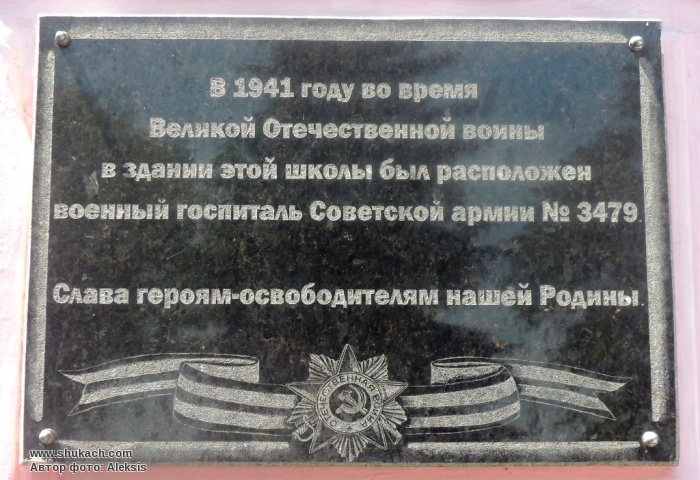 В 1941 году во время
Великой Отечественной воины
в здании этой школы был расположен
военный госпиталь Советской армии № 3479.
Слава героям-освободителям нашей Родины.
ОТЕЧЕСТВЕННАЯ ВОЙНА
www.shukach.com
Автор фото: Aleksis